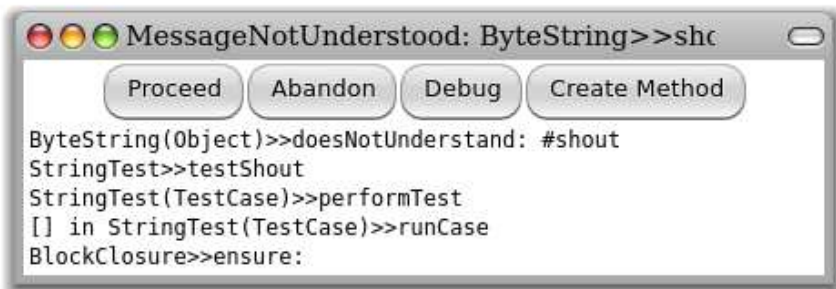 MessageNotUnderstood: ByteString>>sho
Proceed Abandon Debug Create Method
ByteString(Object)>>doesNotUnderstand: #shout
StringTest>>testShout
StringTest(TestCase)>>performTest
[] in StringTest(TestCase)>>runCase
BlockClosure>>ensure: